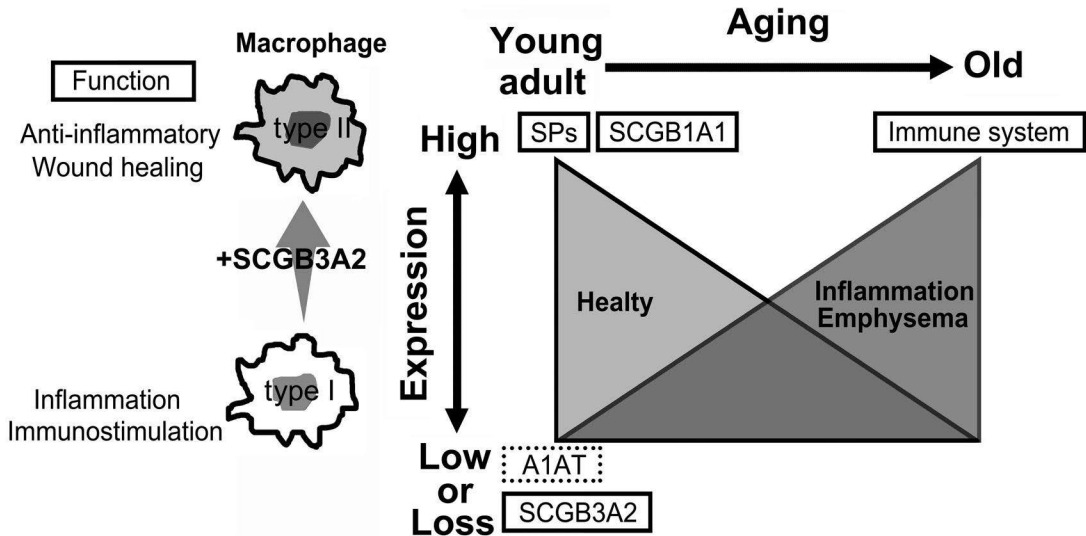 Macrophage
Function
Anti-inflammatory
Wound healing
type II
+SCGB3A2
type I
Inflammation
Immunostimulation
Aging
Young
adult
Old
High
SPs
SCGB1A1
Immune system
Expression
Healty
Inflammation
Emphysema
Low
or
Loss
A1AT
SCGB3A2